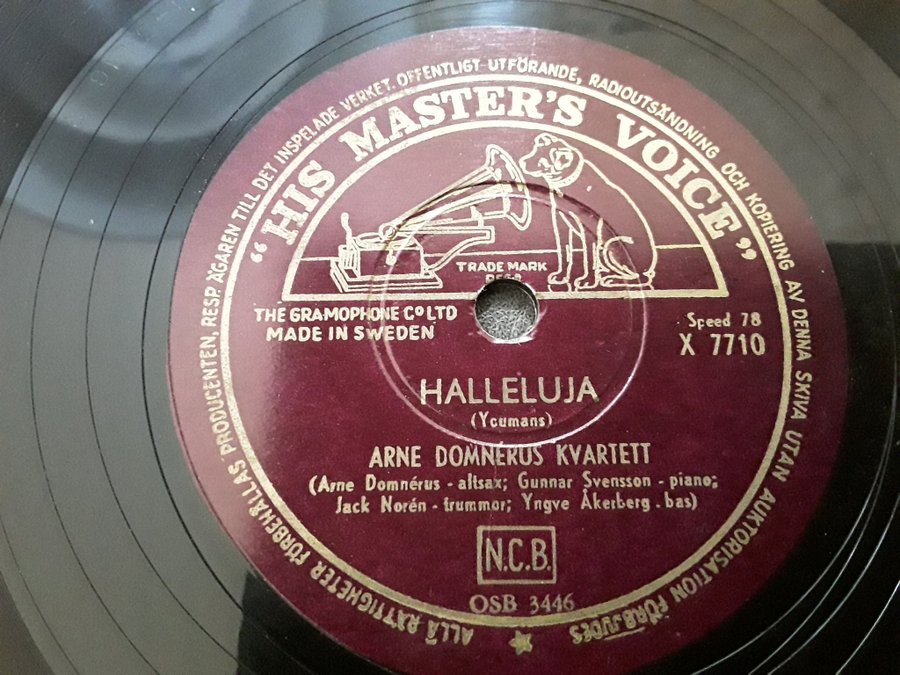 ALLA RÄTTIGHETER FÖRBEHÅLLAS PRODUCENTEN, RESP. ÄGAREN TILL DET INSPELADE VERKET. OFFENTLIGT UTFÖRANDE, RADIOUTSÄNDNING OCH KOPIERING AV DENNA SKIVA UTAN AUKTORISATION FÖRBJUDES
"HIS MASTER'S VOICE"
TRADE MARK
REGD
THE GRAMOPHONE CO LTD
MADE IN SWEDEN
Speed 78
X 7710
HALLELUJA
(Youmans)
ARNE DOMNÉRUS KVARTETT
(Arne Domnérus - altsax; Gunnar Svensson - piano;
Jack Norén - trummor; Yngve Åkerberg - bas)
N.C.B.
OSB 3446